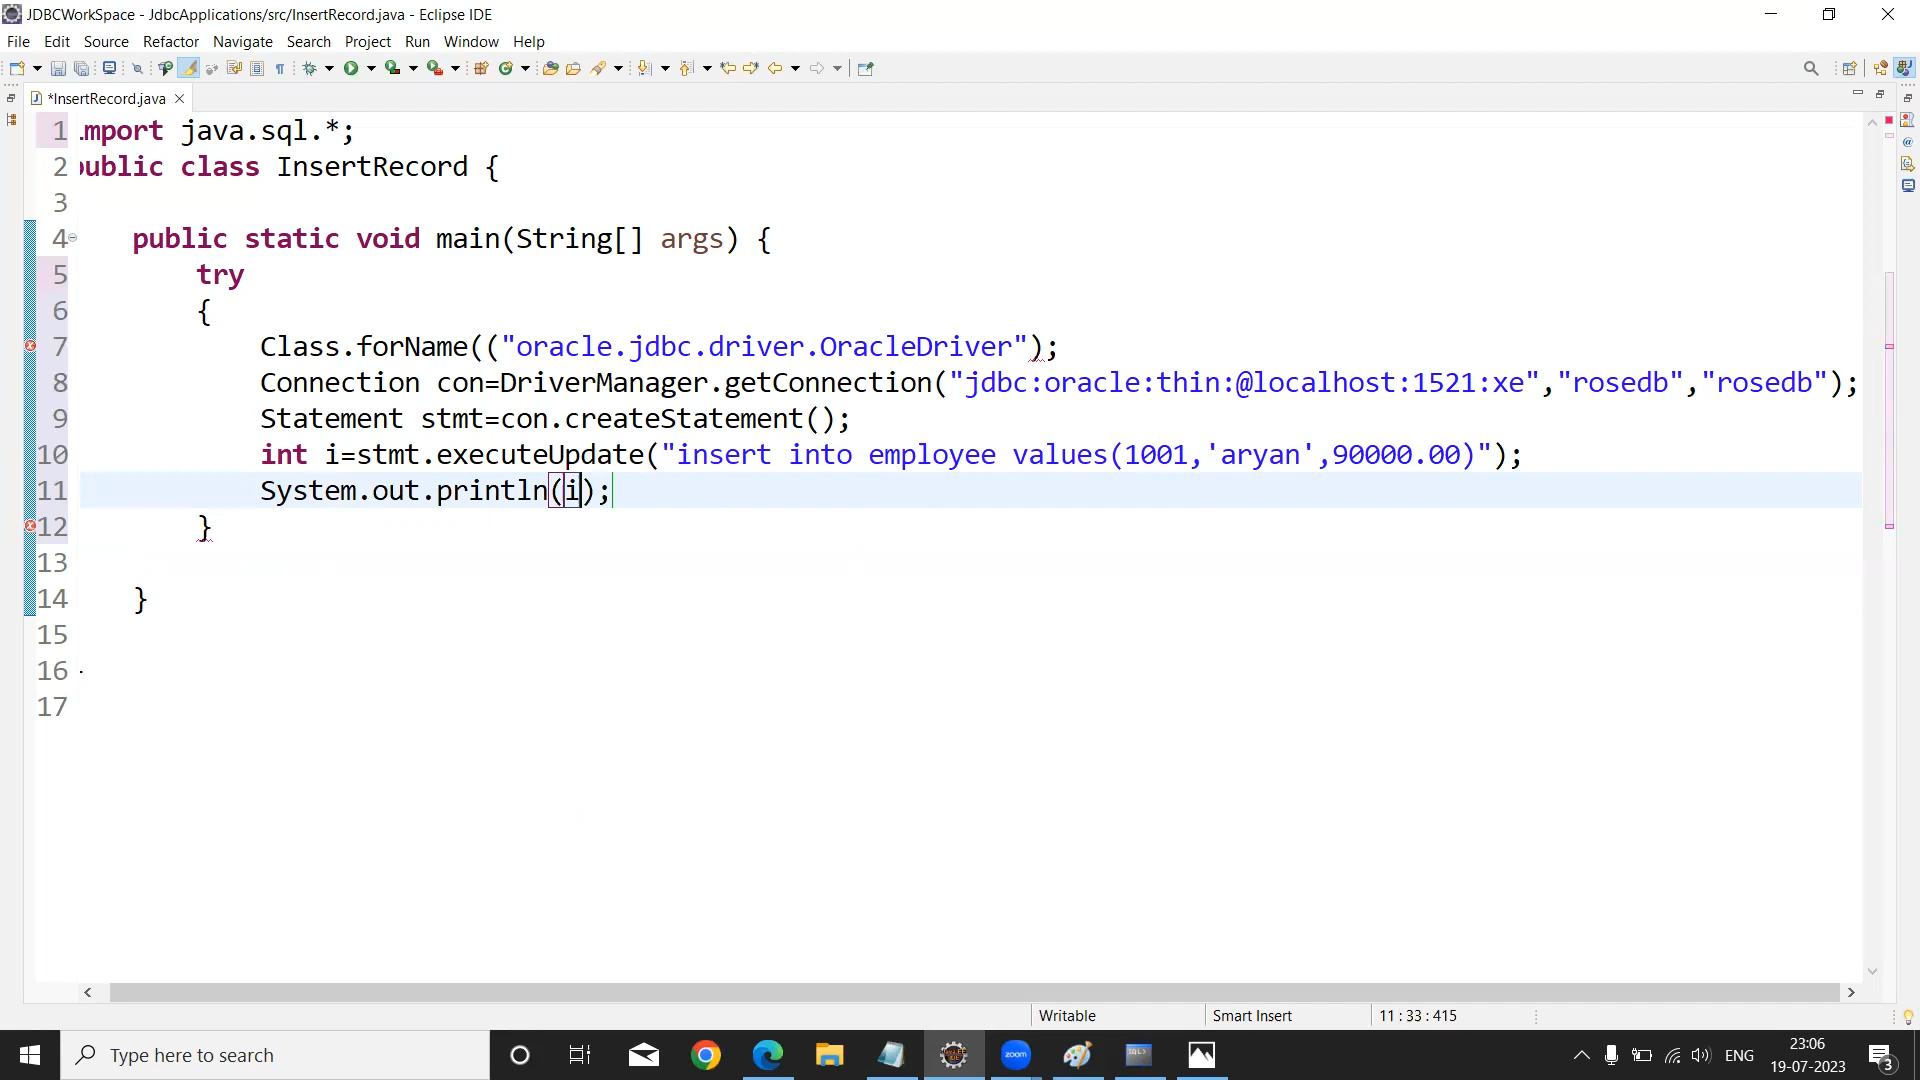 JDBCWorkSpace - JdbcApplications/src/InsertRecord.java - Eclipse IDE
File Edit Source Refactor Navigate Search Project Run Window Help
*InsertRecord.java
1 import java.sql.*;
2 public class InsertRecord {
3
4 public static void main(String[] args) {
5 try
6 {
7 Class.forName(("oracle.jdbc.driver.OracleDriver");
8 Connection con=DriverManager.getConnection("jdbc:oracle:thin:@localhost:1521:xe","rosedb","rosedb");
9 Statement stmt=con.createStatement();
10 int i=stmt.executeUpdate("insert into employee values(1001,'aryan',90000.00)");
11 System.out.println(i);
12 }
13
14 }
15
16
17
Writable Smart Insert 11 : 33 : 415
Type here to search
zoom
SQL>
ENG
23:06
19-07-2023
3